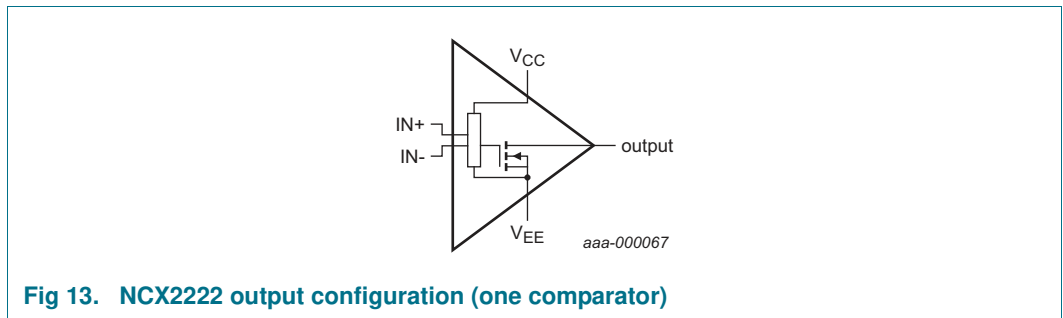 VCC
IN+
IN-
output
VEE
aaa-000067
Fig 13. NCX2222 output configuration (one comparator)